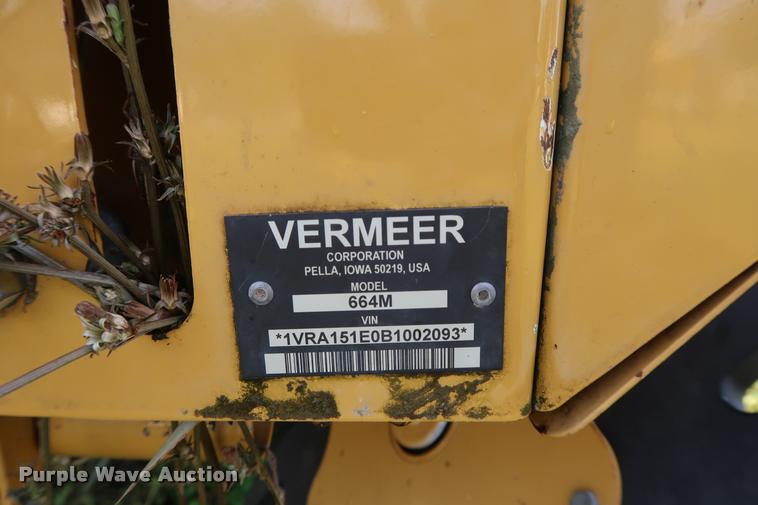 VERMEER
CORPORATION
PELLA, IOWA 50219, USA
MODEL
664M
VIN
*1VRA151E0B1002093*
Purple Wave Auction